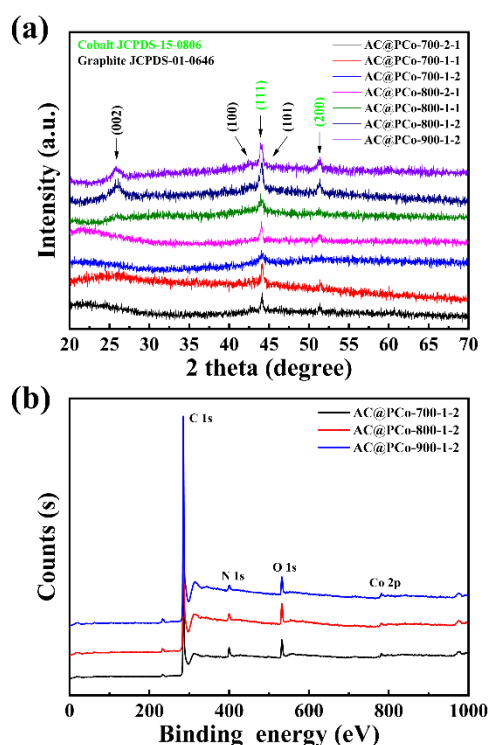 (a)
Cobalt JCPDS-15-0806
Graphite JCPDS-01-0646
AC@PCo-700-2-1
AC@PCo-700-1-1
AC@PCo-700-1-2
AC@PCo-800-2-1
AC@PCo-800-1-1
AC@PCo-800-1-2
AC@PCo-900-1-2
(002)
(100)
(111)
(101)
(200)
Intensity (a.u.)
20 25 30 35 40 45 50 55 60 65 70
2 theta (degree)
(b)
AC@PCo-700-1-2
AC@PCo-800-1-2
AC@PCo-900-1-2
C 1s
N 1s
O 1s
Co 2p
Counts (s)
0 200 400 600 800 1000
Binding energy (eV)